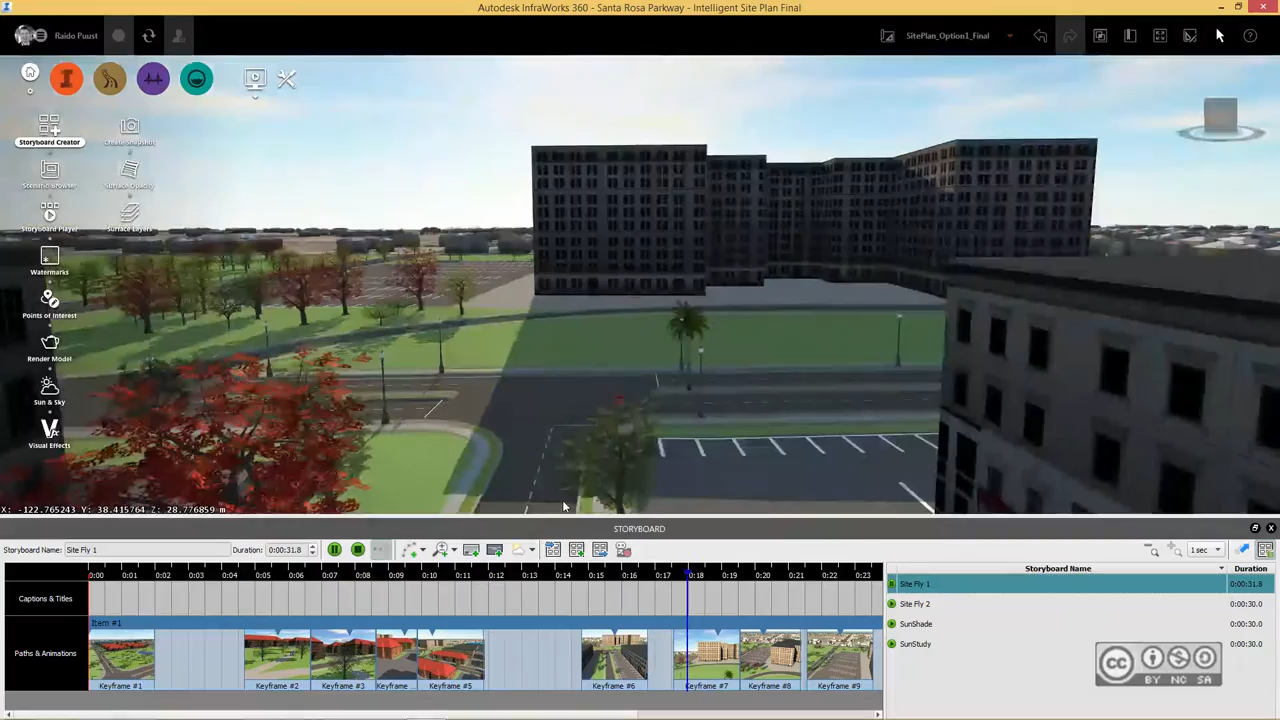 Autodesk InfraWorks 360 - Santa Rosa Parkway - Intelligent Site Plan Final
Raido Puust
SitePlan_Option1_Final
Storyboard Creator
Create Snapshot
Scenario Browser
Surface Opacity
Storyboard Player
Surface Layers
Watermarks
Points of Interest
Render Model
Sun & Sky
Visual Effects
X: -122.765243 Y: 38.415764 Z: 28.776859 m
STORYBOARD
Storyboard Name: Site Fly 1 Duration: 0:00:31.8 1 sec
0:00 0:01 0:02 0:03 0:04 0:05 0:06 0:07 0:08 0:09 0:10 0:11 0:12 0:13 0:14 0:15 0:16 0:17 0:18 0:19 0:20 0:21 0:22 0:23
Captions & Titles
Item #1
Paths & Animations
Keyframe #1 Keyframe #2 Keyframe #3 Keyframe ... Keyframe #5 Keyframe #6 Keyframe #7 Keyframe #8 Keyframe #9
Storyboard Name Duration
Site Fly 1 0:00:31.8
Site Fly 2 0:00:30.0
SunShade 0:00:30.0
SunStudy 0:00:30.0
cc
BY NC SA